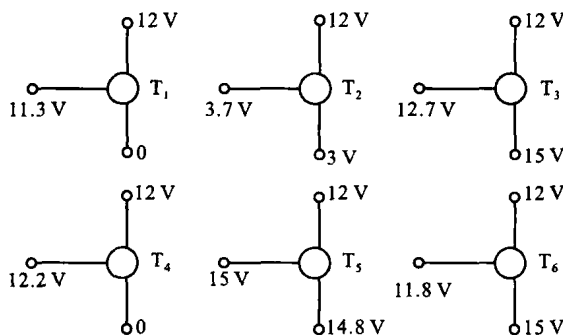 12 V 12 V 12 V
T₁ T₂ T₃
11.3 V 3.7 V 12.7 V
0 3 V 15 V
12 V 12 V 12 V
T₄ T₅ T₆
12.2 V 15 V 11.8 V
0 14.8 V 15 V